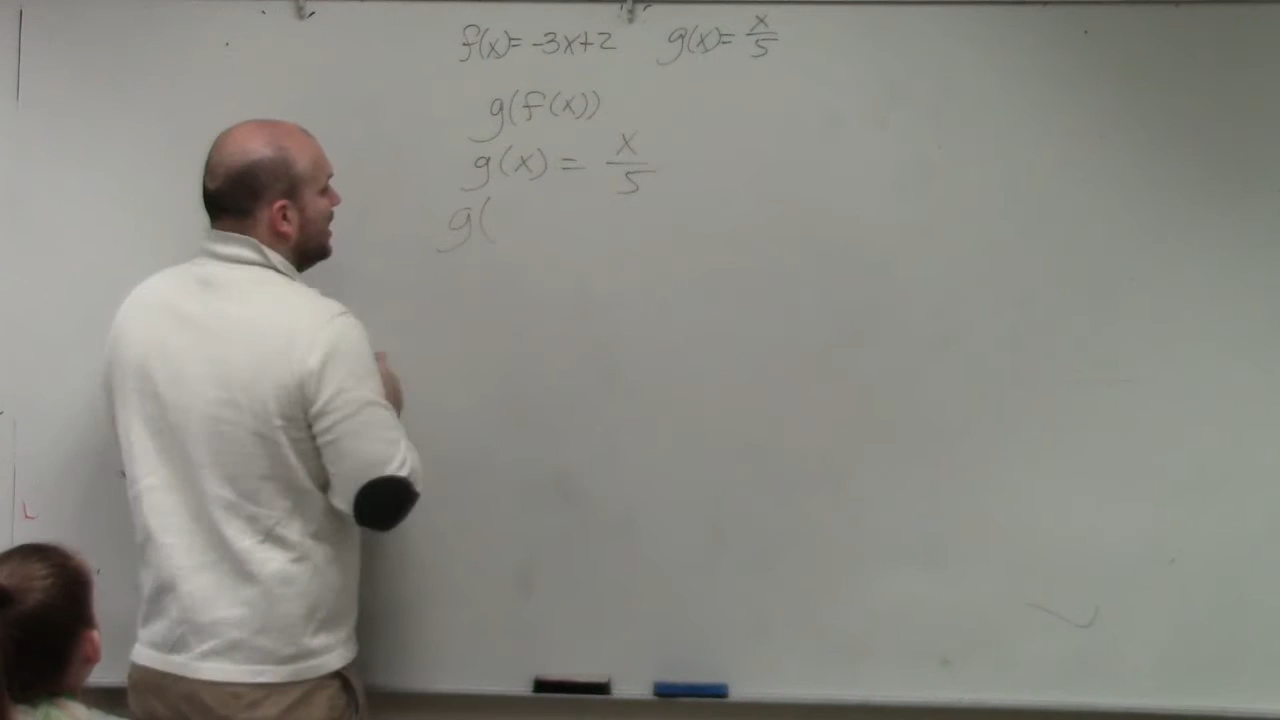 f(x)= -3x+2 g(x)= x/5
g(f(x))
g(x) = x/5
g(